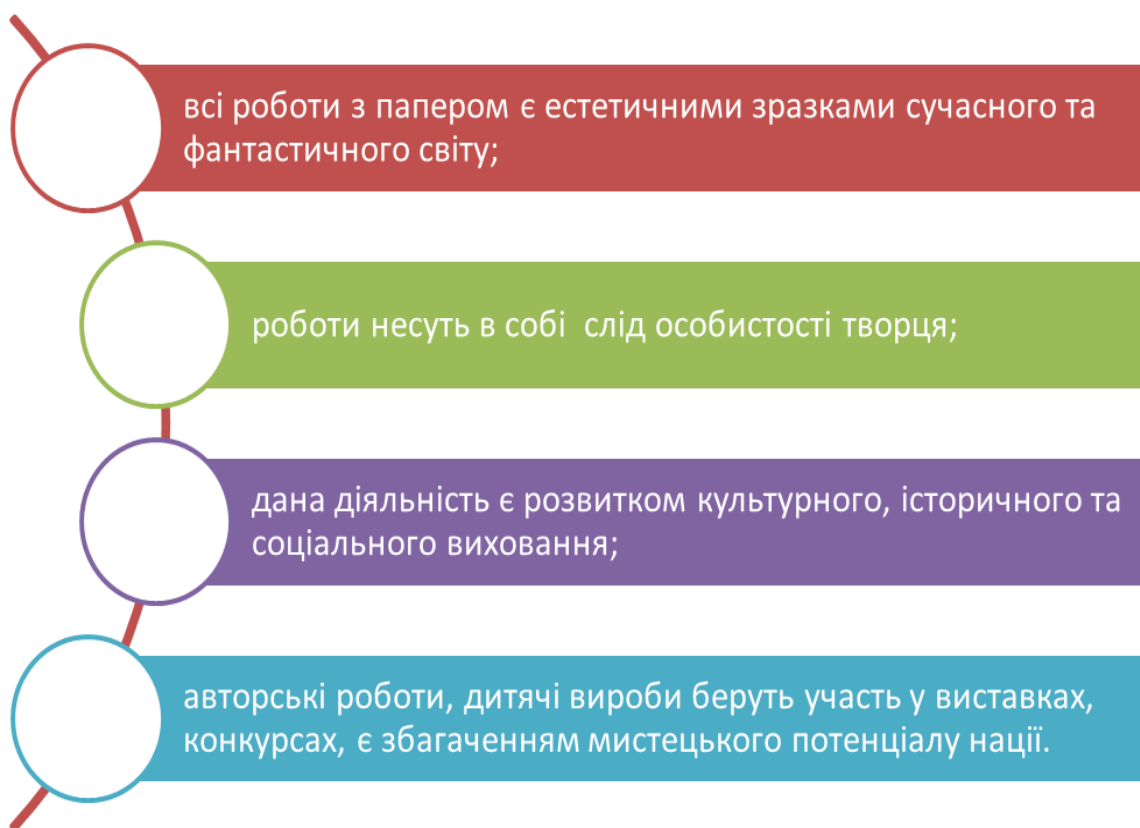 всі роботи з папером є естетичними зразками сучасного та
фантастичного світу;
роботи несуть в собі  слід особистості творця;
дана діяльність є розвитком культурного, історичного та
соціального виховання;
авторські роботи, дитячі вироби беруть участь у виставках,
конкурсах, є збагаченням мистецького потенціалу нації.